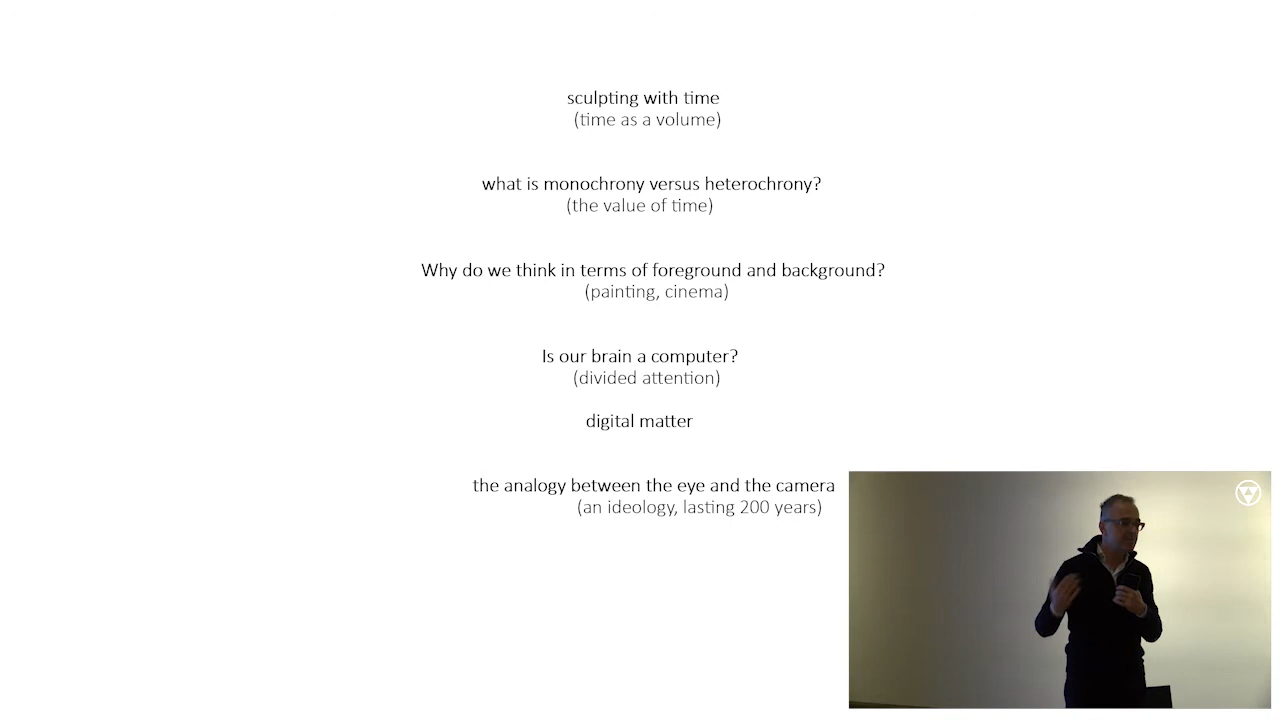 sculpting with time
(time as a volume)
what is monochrony versus heterochrony?
(the value of time)
Why do we think in terms of foreground and background?
(painting, cinema)
Is our brain a computer?
(divided attention)
digital matter
the analogy between the eye and the camera
(an ideology, lasting 200 years)